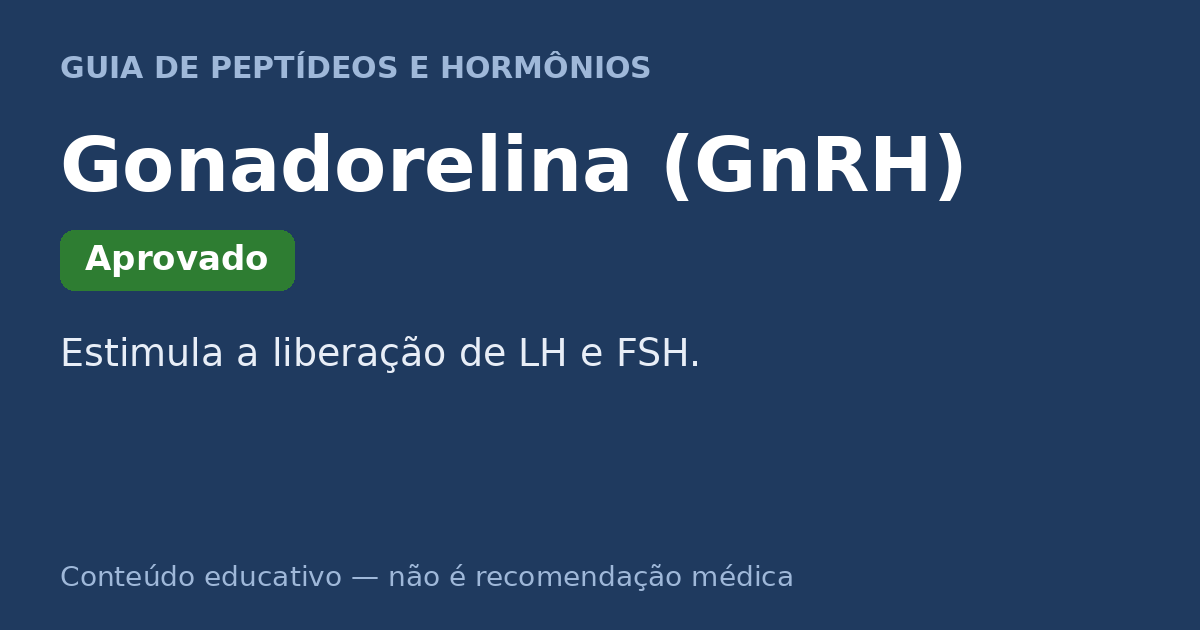 GUIA DE PEPTÍDEOS E HORMÔNIOS
Gonadorelina (GnRH)
Aprovado
Estimula a liberação de LH e FSH.
Conteúdo educativo — não é recomendação médica